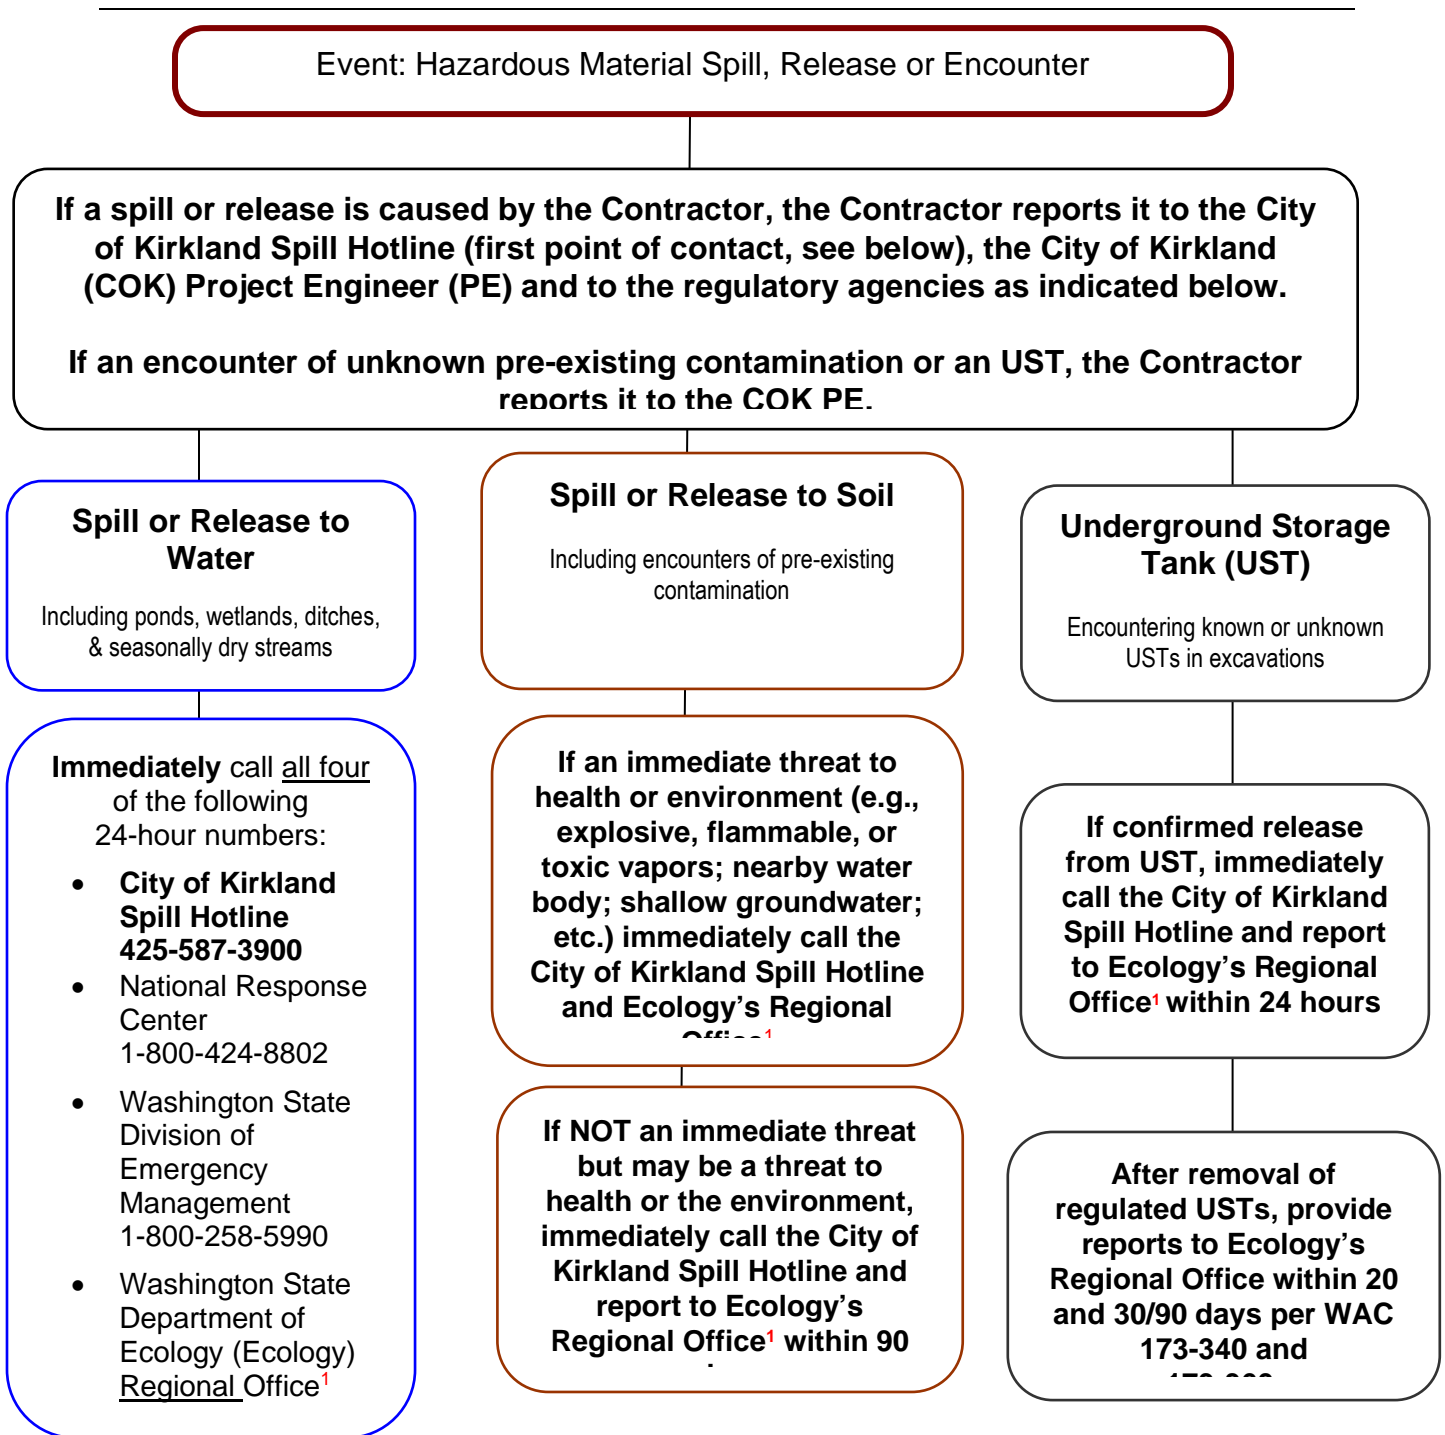 Event: Hazardous Material Spill, Release or Encounter
If a spill or release is caused by the Contractor, the Contractor reports it to the City
of Kirkland Spill Hotline (first point of contact, see below), the City of Kirkland
(COK) Project Engineer (PE) and to the regulatory agencies as indicated below.
If an encounter of unknown pre-existing contamination or an UST, the Contractor
reports it to the COK PE.
Spill or Release to
Water
Including ponds, wetlands, ditches,
& seasonally dry streams
Immediately call all four
of the following
24-hour numbers:
• City of Kirkland
Spill Hotline
425-587-3900
• National Response
Center
1-800-424-8802
• Washington State
Division of
Emergency
Management
1-800-258-5990
• Washington State
Department of
Ecology (Ecology)
Regional Office1
Spill or Release to Soil
Including encounters of pre-existing
contamination
If an immediate threat to
health or environment (e.g.,
explosive, flammable, or
toxic vapors; nearby water
body; shallow groundwater;
etc.) immediately call the
City of Kirkland Spill Hotline
and Ecology’s Regional
Office1
If NOT an immediate threat
but may be a threat to
health or the environment,
immediately call the City of
Kirkland Spill Hotline and
report to Ecology’s
Regional Office1 within 90
Underground Storage
Tank (UST)
Encountering known or unknown
USTs in excavations
If confirmed release
from UST, immediately
call the City of Kirkland
Spill Hotline and report
to Ecology’s Regional
Office1 within 24 hours
After removal of
regulated USTs, provide
reports to Ecology’s
Regional Office within 20
and 30/90 days per WAC
173-340 and